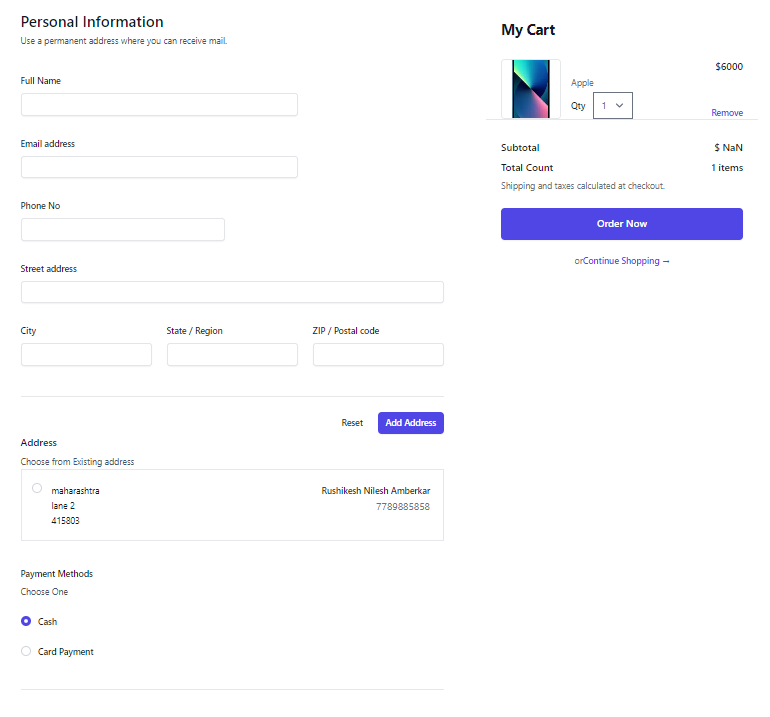 Personal Information
Use a permanent address where you can receive mail.
Full Name
Email address
Phone No
Street address
City State / Region ZIP / Postal code
Reset Add Address
Address
Choose from Existing address
maharashtra Rushikesh Nilesh Amberkar
lane 2 7789885858
415803
Payment Methods
Choose One
Cash
Card Payment
My Cart
$6000
Apple
Qty 1
Remove
Subtotal $ NaN
Total Count 1 items
Shipping and taxes calculated at checkout.
Order Now
orContinue Shopping →